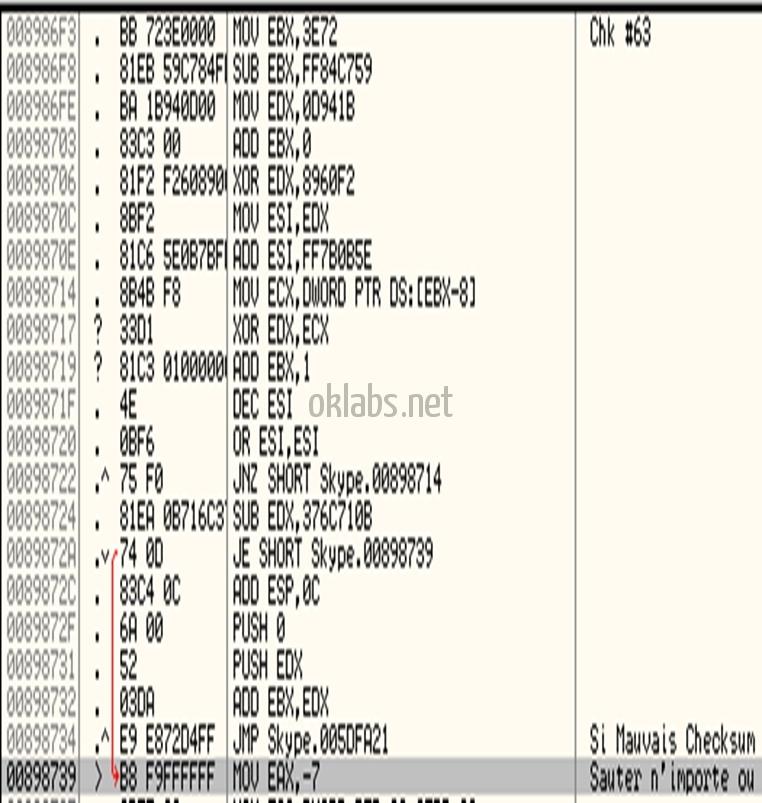 008986F3 . BB 723E0000 MOV EBX,3E72 Chk #63
008986F8 . 81EB 59C784F SUB EBX,FF84C759
008986FE . BA 1B940D00 MOV EDX,0D941B
00898703 . 83C3 00 ADD EBX,0
00898706 . 81F2 F260890 XOR EDX,8960F2
0089870C . 8BF2 MOV ESI,EDX
0089870E . 81C6 5E0B7BF ADD ESI,FF7B0B5E
00898714 . 8B4B F8 MOV ECX,DWORD PTR DS:[EBX-8]
00898717 ? 33D1 XOR EDX,ECX
00898719 ? 81C3 0100000 ADD EBX,1
0089871F . 4E DEC ESI
oklabs.net
00898720 . 0BF6 OR ESI,ESI
00898722 .^ 75 F0 JNZ SHORT Skype.00898714
00898724 . 81EA 0B716C3 SUB EDX,376C710B
0089872A .v 74 0D JE SHORT Skype.00898739
0089872C . 83C4 0C ADD ESP,0C
0089872F . 6A 00 PUSH 0
00898731 . 52 PUSH EDX
00898732 . 03DA ADD EBX,EDX
00898734 .^ E9 E872D4FF JMP Skype.005DFA21 Si Mauvais Checksum
00898739 > B8 F9FFFFFF MOV EAX,-7 Sauter n'importe ou